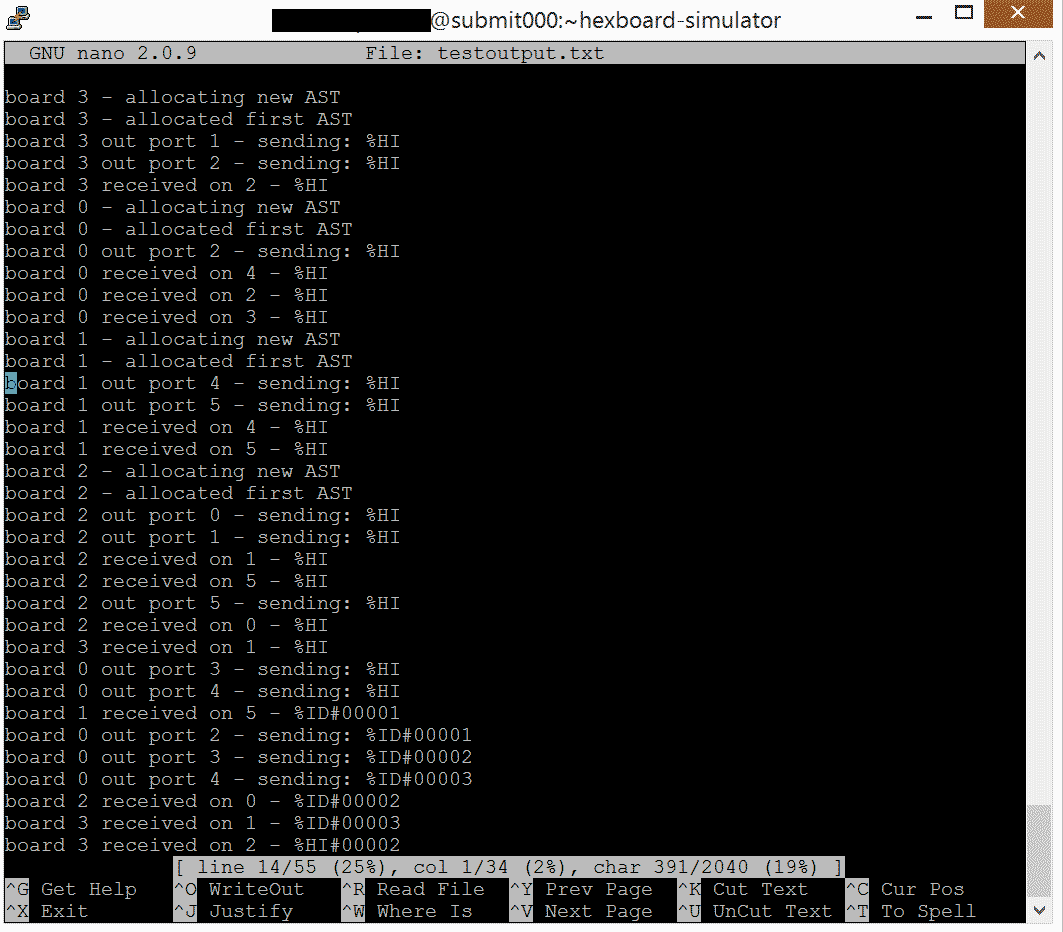 @submit000:~hexboard-simulator
GNU nano 2.0.9 File: testoutput.txt
board 3 - allocating new AST
board 3 - allocated first AST
board 3 out port 1 - sending: %HI
board 3 out port 2 - sending: %HI
board 3 received on 2 - %HI
board 0 - allocating new AST
board 0 - allocated first AST
board 0 out port 2 - sending: %HI
board 0 received on 4 - %HI
board 0 received on 2 - %HI
board 0 received on 3 - %HI
board 1 - allocating new AST
board 1 - allocated first AST
board 1 out port 4 - sending: %HI
board 1 out port 5 - sending: %HI
board 1 received on 4 - %HI
board 1 received on 5 - %HI
board 2 - allocating new AST
board 2 - allocated first AST
board 2 out port 0 - sending: %HI
board 2 out port 1 - sending: %HI
board 2 received on 1 - %HI
board 2 received on 5 - %HI
board 2 out port 5 - sending: %HI
board 2 received on 0 - %HI
board 3 received on 1 - %HI
board 0 out port 3 - sending: %HI
board 0 out port 4 - sending: %HI
board 1 received on 5 - %ID#00001
board 0 out port 2 - sending: %ID#00001
board 0 out port 3 - sending: %ID#00002
board 0 out port 4 - sending: %ID#00003
board 2 received on 0 - %ID#00002
board 3 received on 1 - %ID#00003
board 3 received on 2 - %HI#00002
[ line 14/55 (25%), col 1/34 (2%), char 391/2040 (19%) ]
^G Get Help ^O WriteOut ^R Read File ^Y Prev Page ^K Cut Text ^C Cur Pos
^X Exit ^J Justify ^W Where Is ^V Next Page ^U UnCut Text ^T To Spell